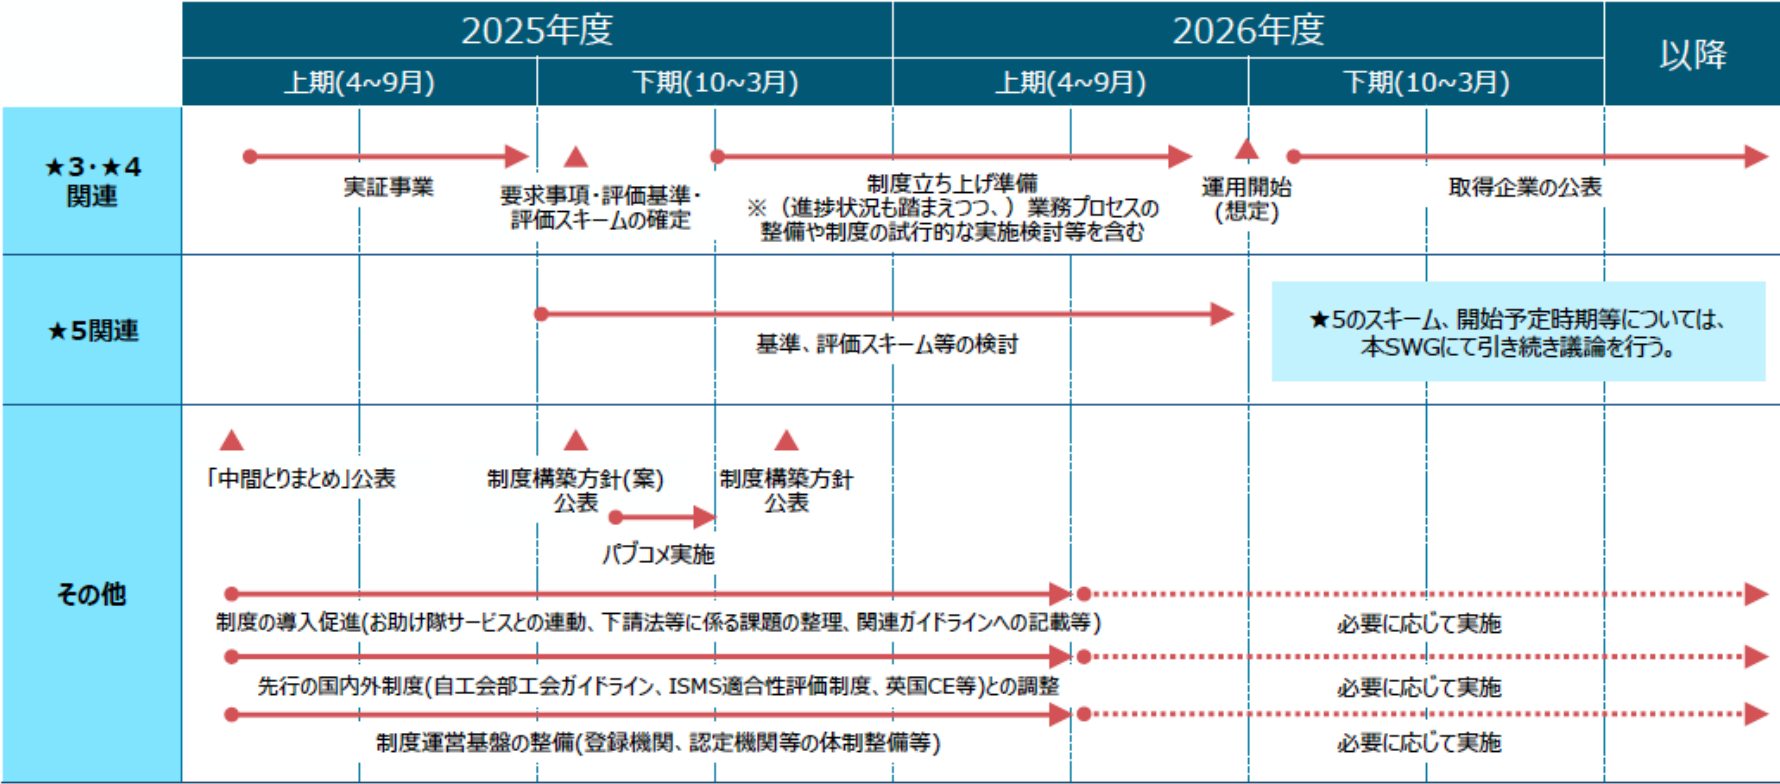 2025年度
2026年度
以降
上期(4~9月)
下期(10~3月)
上期(4~9月)
下期(10~3月)
★3・★4
関連
実証事業
要求事項・評価基準・
評価スキームの確定
制度立ち上げ準備
※（進捗状況も踏まえつつ、）業務プロセスの
整備や制度の試行的な実施検討等を含む
運用開始
(想定)
取得企業の公表
★5関連
基準、評価スキーム等の検討
★5のスキーム、開始予定時期等については、
本SWGにて引き続き議論を行う。
その他
「中間とりまとめ」公表
制度構築方針(案)
公表
制度構築方針
公表
パブコメ実施
制度の導入促進(お助け隊サービスとの連動、下請法等に係る課題の整理、関連ガイドラインへの記載等)
必要に応じて実施
先行の国内外制度(自工会部工会ガイドライン、ISMS適合性評価制度、英国CE等)との調整
必要に応じて実施
制度運営基盤の整備(登録機関、認定機関等の体制整備等)
必要に応じて実施